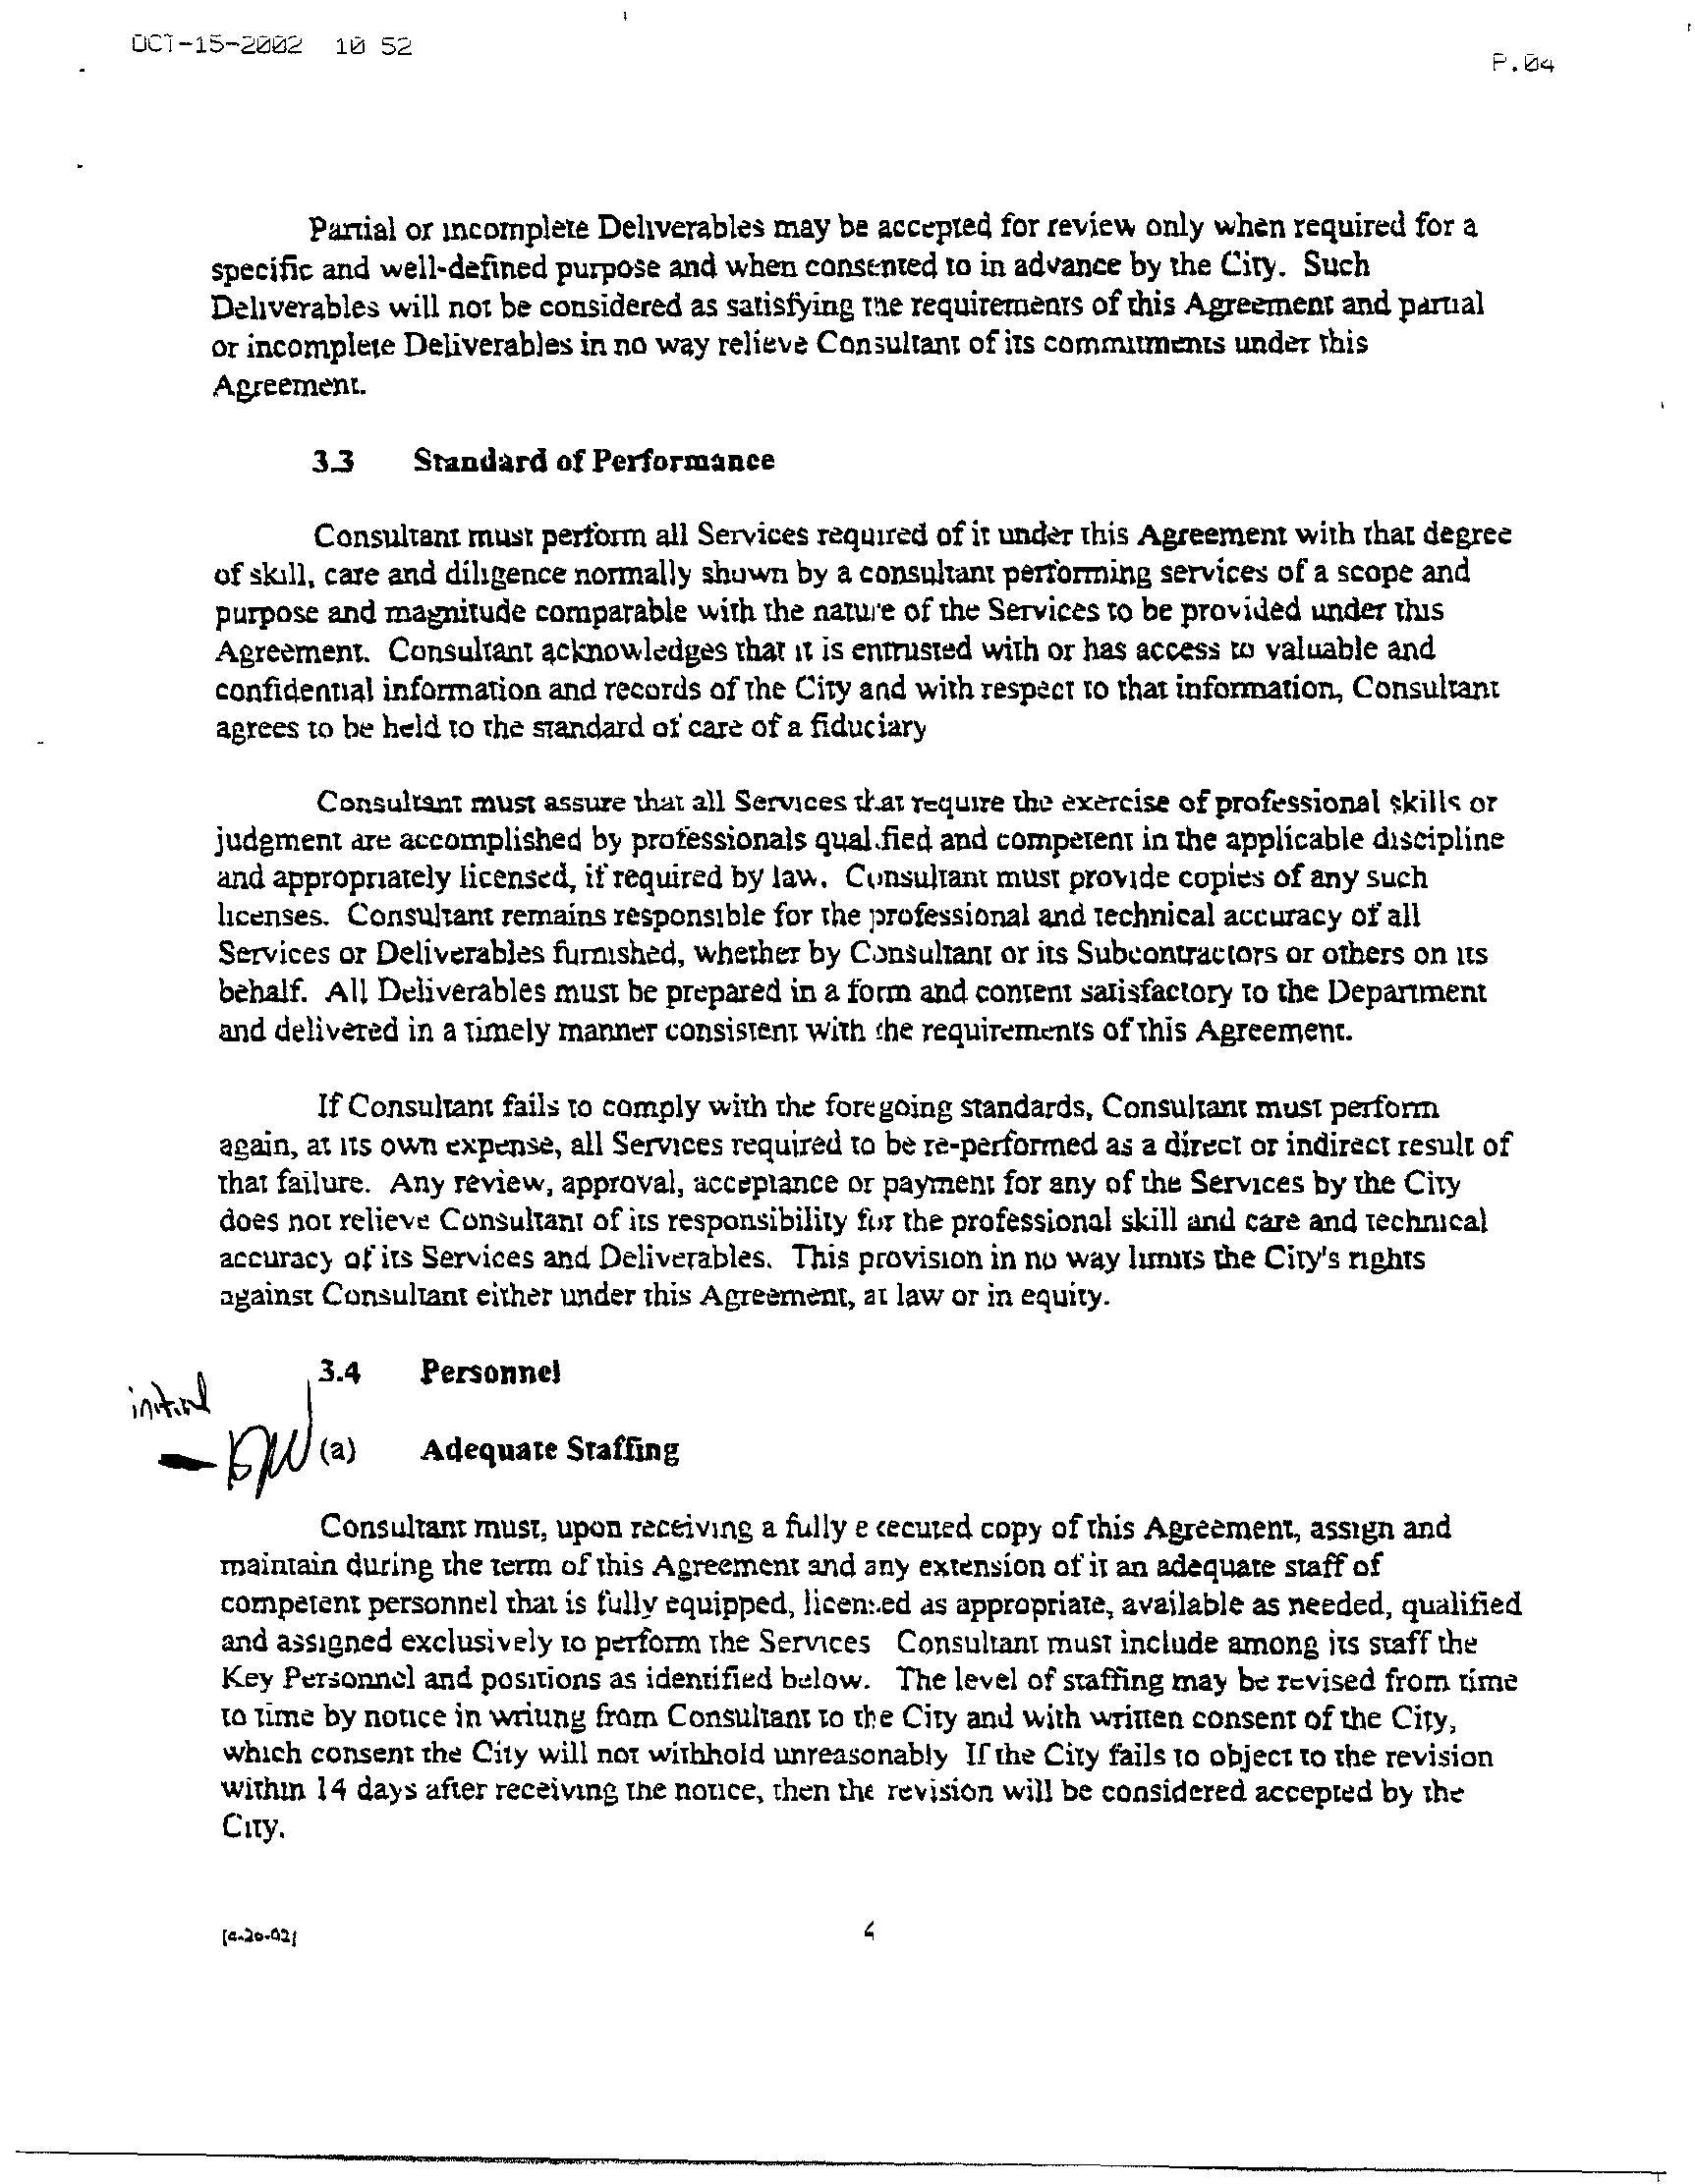 OCT-15-2002 10 52
P.04
Partial or incomplete Deliverables may be accepted for review only when required for a
specific and well-defined purpose and when consented to in advance by the City. Such
Deliverables will not be considered as satisfying the requirements of this Agreement and partial
or incomplete Deliverables in no way relieve Consultant of its commitments under this
Agreement.
3.3 Standard of Performance
Consultant must perform all Services required of it under this Agreement with that degree
of skill, care and diligence normally shown by a consultant performing services of a scope and
purpose and magnitude comparable with the nature of the Services to be provided under this
Agreement. Consultant acknowledges that it is entrusted with or has access to valuable and
confidential information and records of the City and with respect to that information, Consultant
agrees to be held to the standard of care of a fiduciary
Consultant must assure that all Services that require the exercise of professional skills or
judgment are accomplished by professionals qualified and competent in the applicable discipline
and appropriately licensed, if required by law. Consultant must provide copies of any such
licenses. Consultant remains responsible for the professional and technical accuracy of all
Services or Deliverables furnished, whether by Consultant or its Subcontractors or others on its
behalf. All Deliverables must be prepared in a form and content satisfactory to the Department
and delivered in a timely manner consistent with the requirements of this Agreement.
If Consultant fails to comply with the foregoing standards, Consultant must perform
again, at its own expense, all Services required to be re-performed as a direct or indirect result of
that failure. Any review, approval, acceptance or payment for any of the Services by the City
does not relieve Consultant of its responsibility for the professional skill and care and technical
accuracy of its Services and Deliverables. This provision in no way limits the City's rights
against Consultant either under this Agreement, at law or in equity.
3.4 Personnel
initial
(a) Adequate Staffing
Consultant must, upon receiving a fully executed copy of this Agreement, assign and
maintain during the term of this Agreement and any extension of it an adequate staff of
competent personnel that is fully equipped, licensed as appropriate, available as needed, qualified
and assigned exclusively to perform the Services Consultant must include among its staff the
Key Personnel and positions as identified below. The level of staffing may be revised from time
to time by notice in writing from Consultant to the City and with written consent of the City,
which consent the City will not withhold unreasonably If the City fails to object to the revision
within 14 days after receiving the notice, then the revision will be considered accepted by the
City.
4